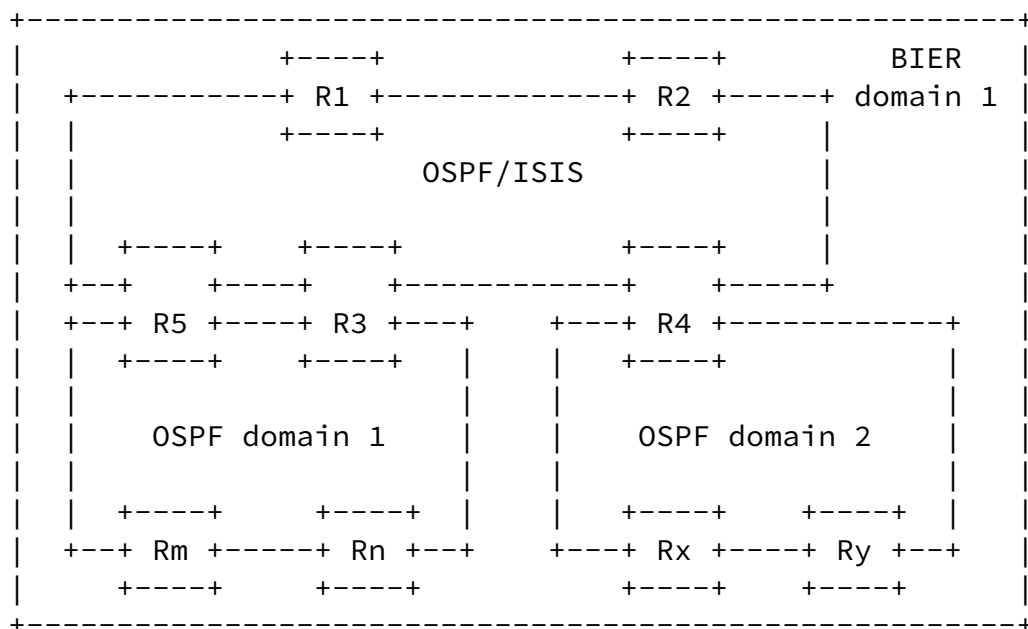 BIER
R1 R2 domain 1
OSPF/ISIS
R5 R3 R4
OSPF domain 1 OSPF domain 2
Rm Rn Rx Ry